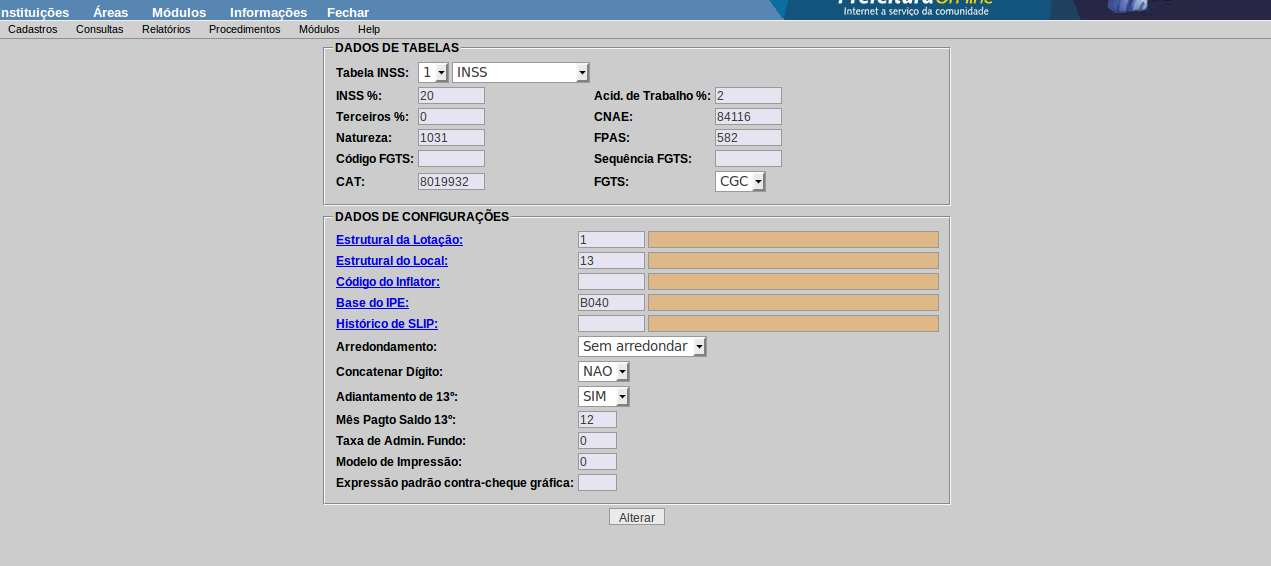 nstituições Áreas Módulos Informações Fechar
PrefeituraOn-line
Internet a serviço da comunidade
Cadastros Consultas Relatórios Procedimentos Módulos Help
DADOS DE TABELAS
Tabela INSS: 1 INSS
INSS %: 20 Acid. de Trabalho %: 2
Terceiros %: 0 CNAE: 84116
Natureza: 1031 FPAS: 582
Código FGTS: Sequência FGTS:
CAT: 8019932 FGTS: CGC
DADOS DE CONFIGURAÇÕES
Estrutural da Lotação: 1
Estrutural do Local: 13
Código do Inflator:
Base do IPE: B040
Histórico de SLIP:
Arredondamento: Sem arredondar
Concatenar Dígito: NAO
Adiantamento de 13º: SIM
Mês Pagto Saldo 13º: 12
Taxa de Admin. Fundo: 0
Modelo de Impressão: 0
Expressão padrão contra-cheque gráfica:
Alterar